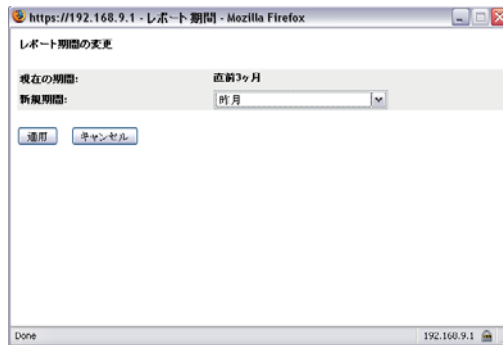 https://192.168.9.1 - レポート期間 - Mozilla Firefox
レポート期間の変更
現在の期間: 直前3ヶ月
新規期間: 昨月
適用 キャンセル
Done 192.168.9.1